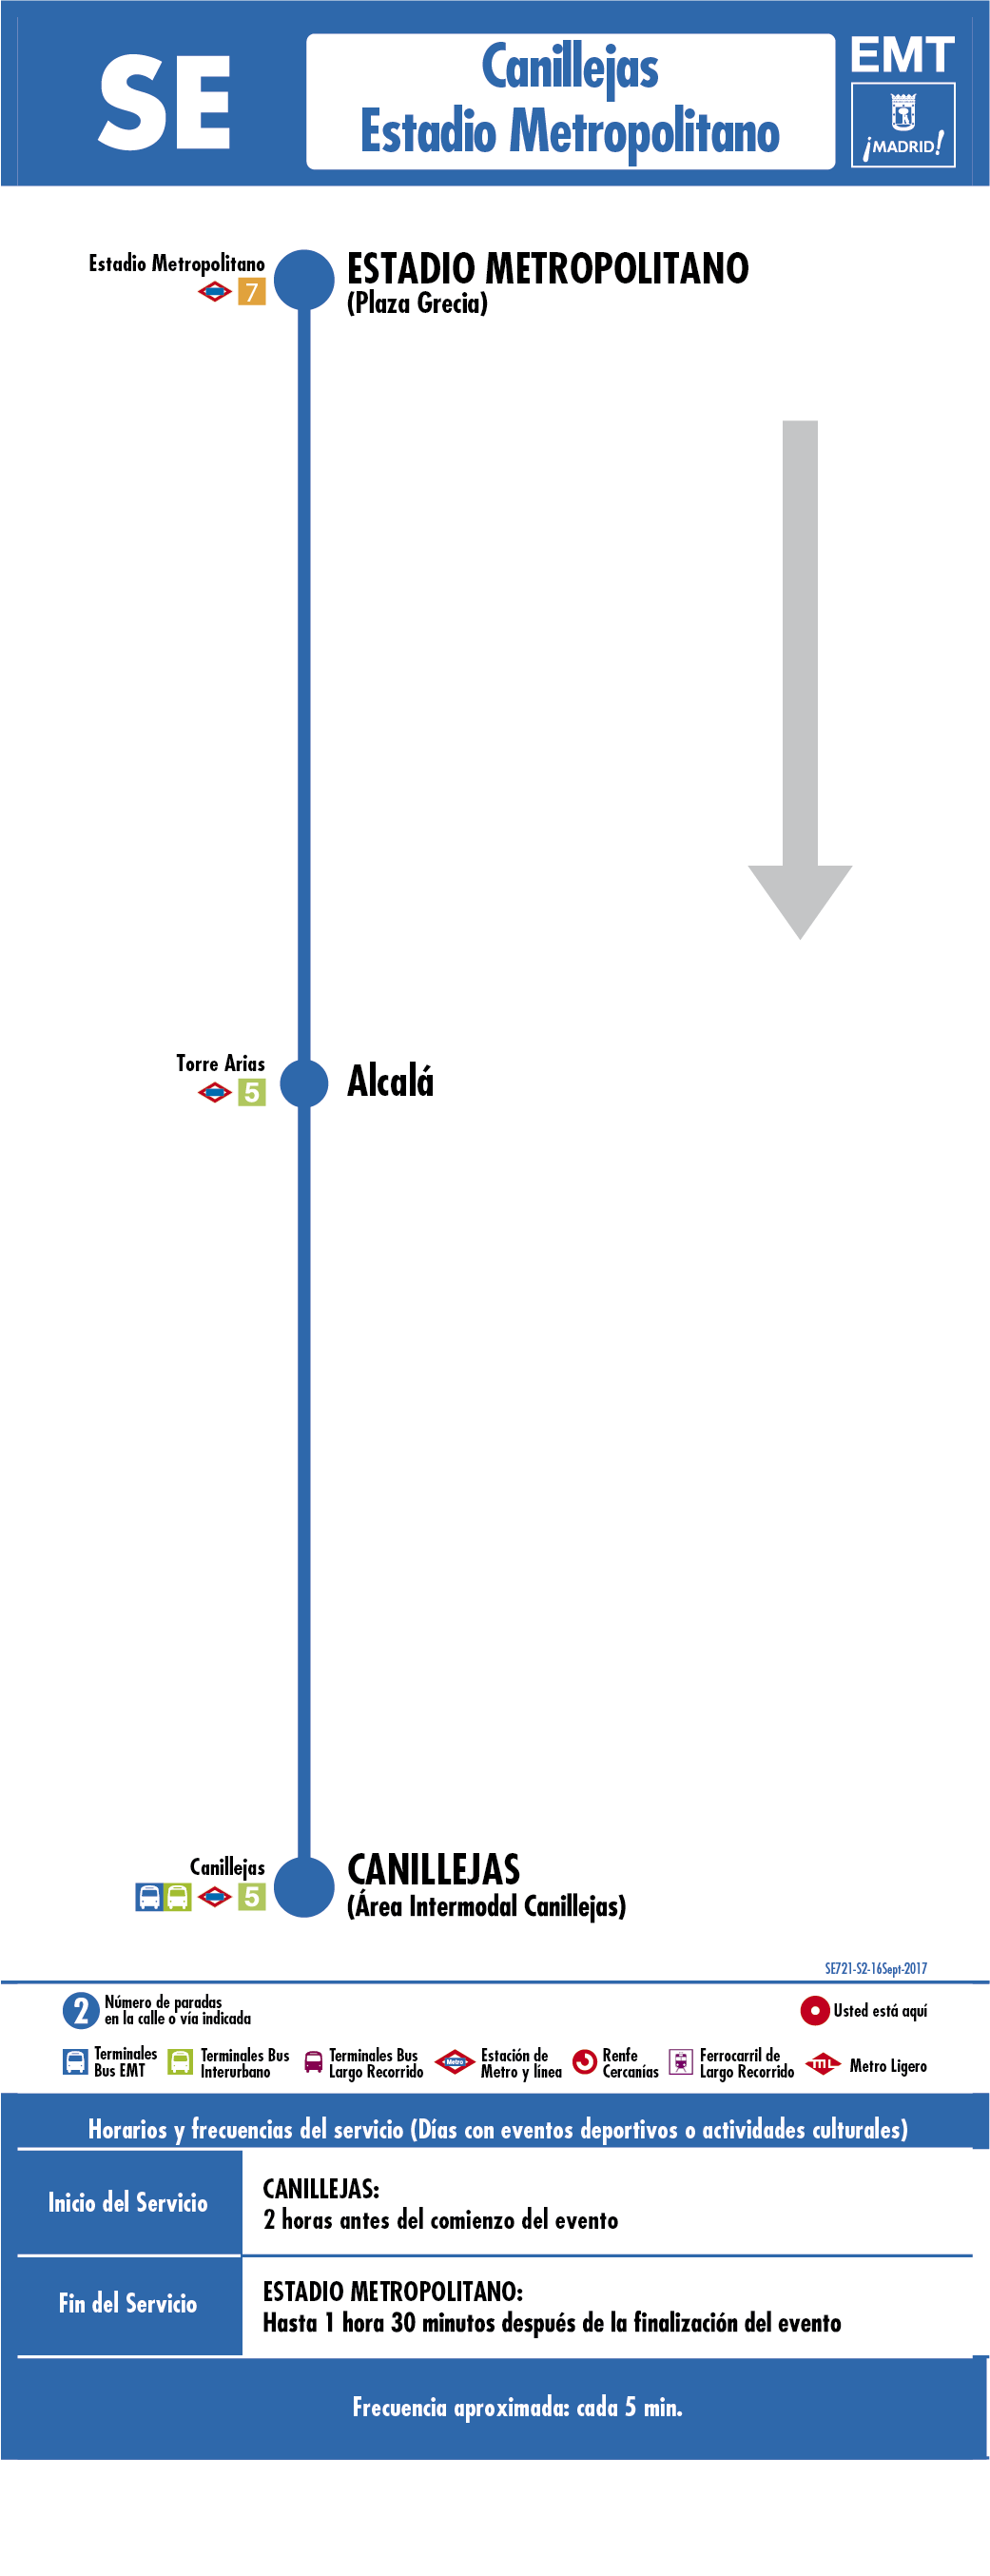 SE
Canillejas
Estadio Metropolitano
EMT
¡MADRID!
Estadio Metropolitano
7
ESTADIO METROPOLITANO
(Plaza Grecia)
Torre Arias
5
Alcalá
Canillejas
5
CANILLEJAS
(Área Intermodal Canillejas)
SE721-S2-16Sept-2017
2
Número de paradas
en la calle o vía indicada
Usted está aquí
Terminales
Bus EMT
Terminales Bus
Interurbano
Terminales Bus
Largo Recorrido
Metro
Estación de
Metro y línea
Renfe
Cercanías
Ferrocarril de
Largo Recorrido
ML
Metro Ligero
Horarios y frecuencias del servicio (Días con eventos deportivos o actividades culturales)
Inicio del Servicio
CANILLEJAS:
2 horas antes del comienzo del evento
Fin del Servicio
ESTADIO METROPOLITANO:
Hasta 1 hora 30 minutos después de la finalización del evento
Frecuencia aproximada: cada 5 min.